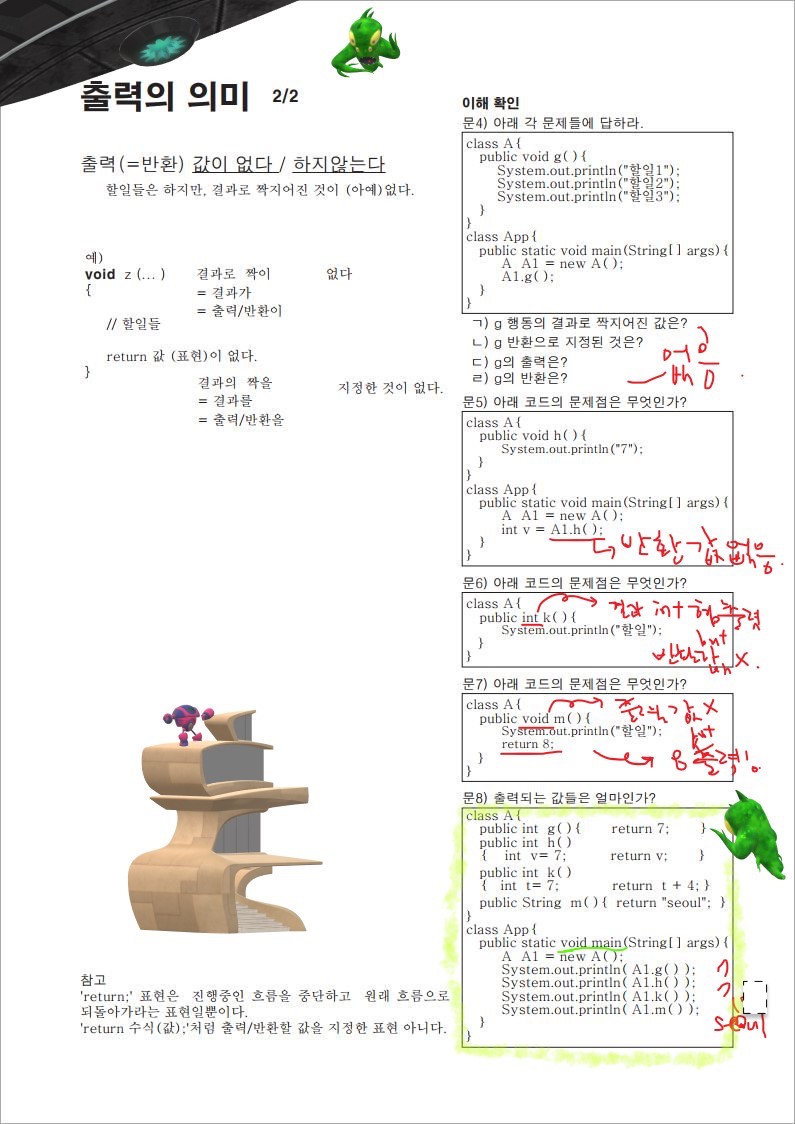 출력의 의미 2/2
출력(=반환) 값이 없다 / 하지않는다
할일들은 하지만, 결과로 짝지어진 것이 (아예)없다.
예)
void z (... ) 결과로 짝이 없다
{ = 결과가
= 출력/반환이
// 할일들
return 값 (표현)이 없다.
}
결과의 짝을 지정한 것이 없다.
= 결과를
= 출력/반환을
참고
'return;' 표현은 진행중인 흐름을 중단하고 원래 흐름으로
되돌아가라는 표현일뿐이다.
'return 수식(값);'처럼 출력/반환할 값을 지정한 표현 아니다.
이해 확인
문4) 아래 각 문제들에 답하라.
class A{
public void g( ){
System.out.println("할일1");
System.out.println("할일2");
System.out.println("할일3");
}
}
class App{
public static void main(String[ ] args){
A A1 = new A( );
A1.g( );
}
}
ㄱ) g 행동의 결과로 짝지어진 값은?
ㄴ) g 반환으로 지정된 것은?
ㄷ) g의 출력은?
ㄹ) g의 반환은?
없음
문5) 아래 코드의 문제점은 무엇인가?
class A{
public void h( ){
System.out.println("7");
}
}
class App{
public static void main(String[ ] args){
A A1 = new A( );
int v = A1.h( );
반환 값 없음.
}
}
문6) 아래 코드의 문제점은 무엇인가?
class A{
public int k( ){
결과 int형 출력
System.out.println("할일");
but
}
반환값 X.
}
문7) 아래 코드의 문제점은 무엇인가?
class A{
public void m( ){
출력 값 X
System.out.println("할일");
but
return 8;
8 출력!.
}
}
문8) 출력되는 값들은 얼마인가?
class A{
public int g( ){ return 7; }
public int h( )
{ int v= 7; return v; }
public int k( )
{ int t= 7; return t + 4; }
public String m( ){ return "seoul"; }
}
class App{
public static void main(String[ ] args){
A A1 = new A( );
System.out.println( A1.g( ) ); 7
System.out.println( A1.h( ) ); 7
System.out.println( A1.k( ) );
System.out.println( A1.m( ) );
seoul
}
}